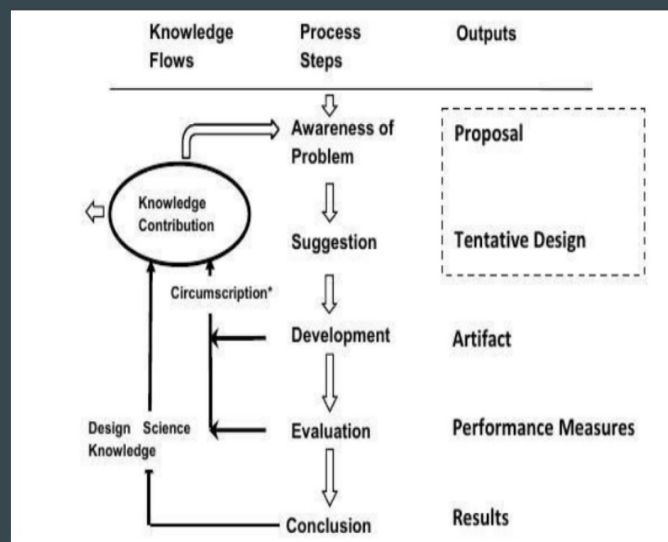 Knowledge Flows
Process Steps
Outputs
Awareness of Problem
Proposal
Knowledge Contribution
Suggestion
Tentative Design
Circumscription*
Development
Artifact
Design Science Knowledge
Evaluation
Performance Measures
Conclusion
Results